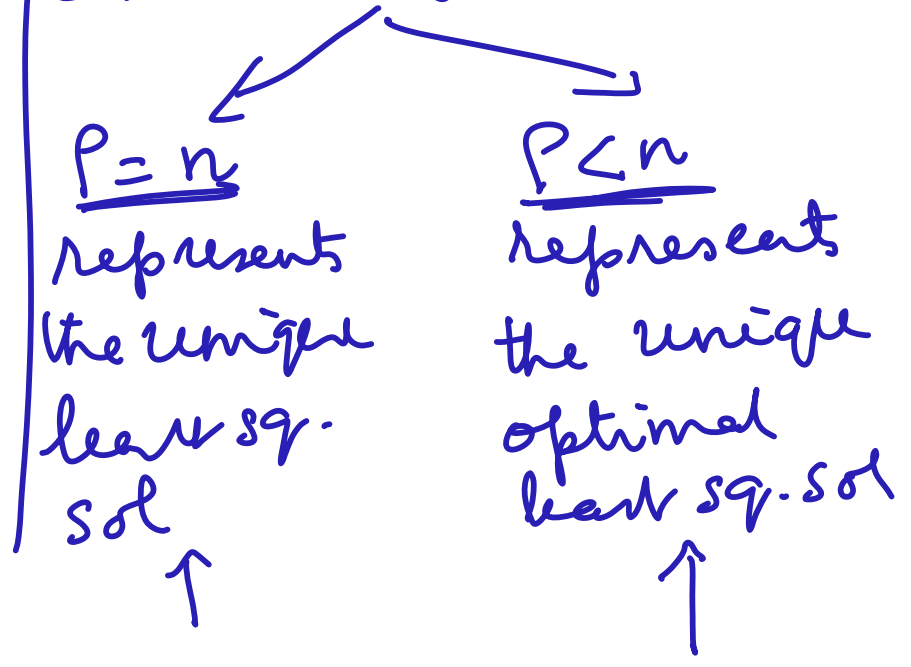 P = n
represents
the unique
least sq.
sol
P < n
represents
the unique
optimal
least sq. sol